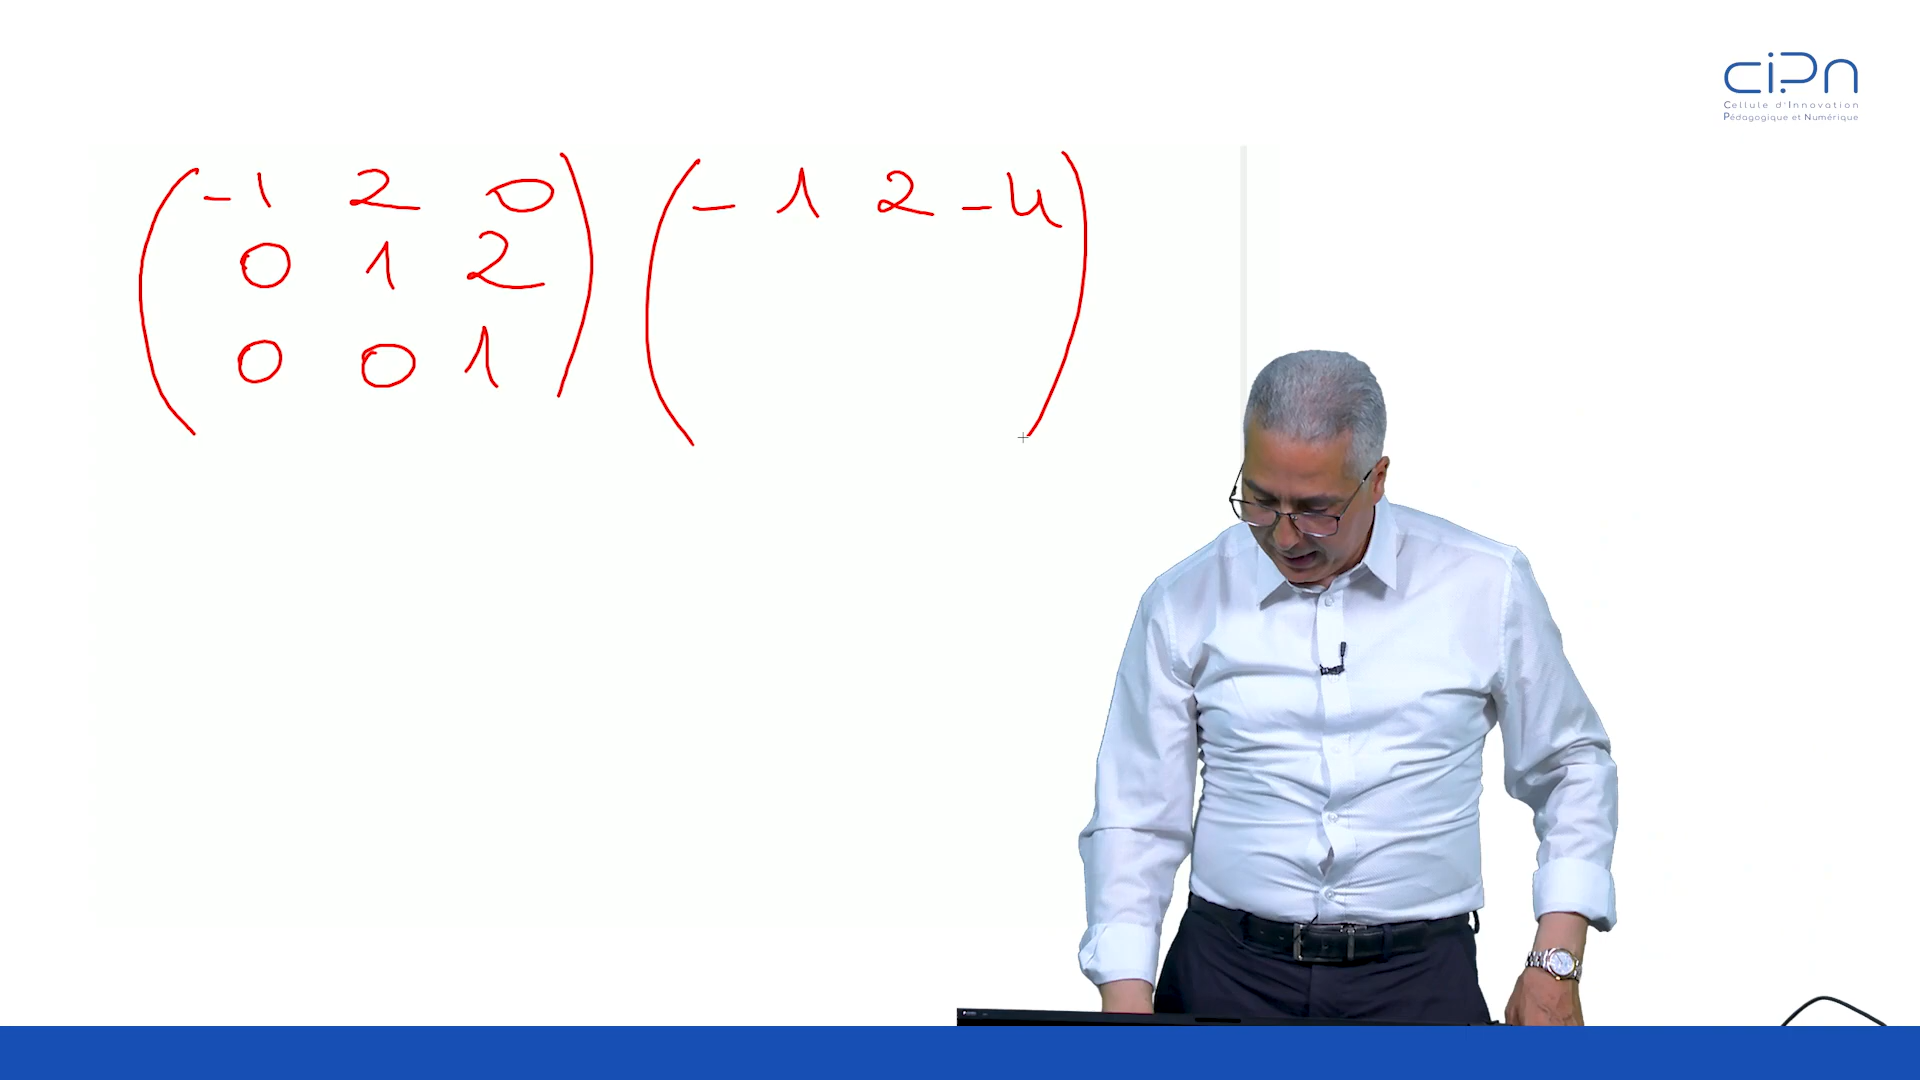 cipn
Cellule d'Innovation
Pédagogique et Numérique
( -1 2 0 ) ( -1 2 -4 )
0 1 2
0 0 1